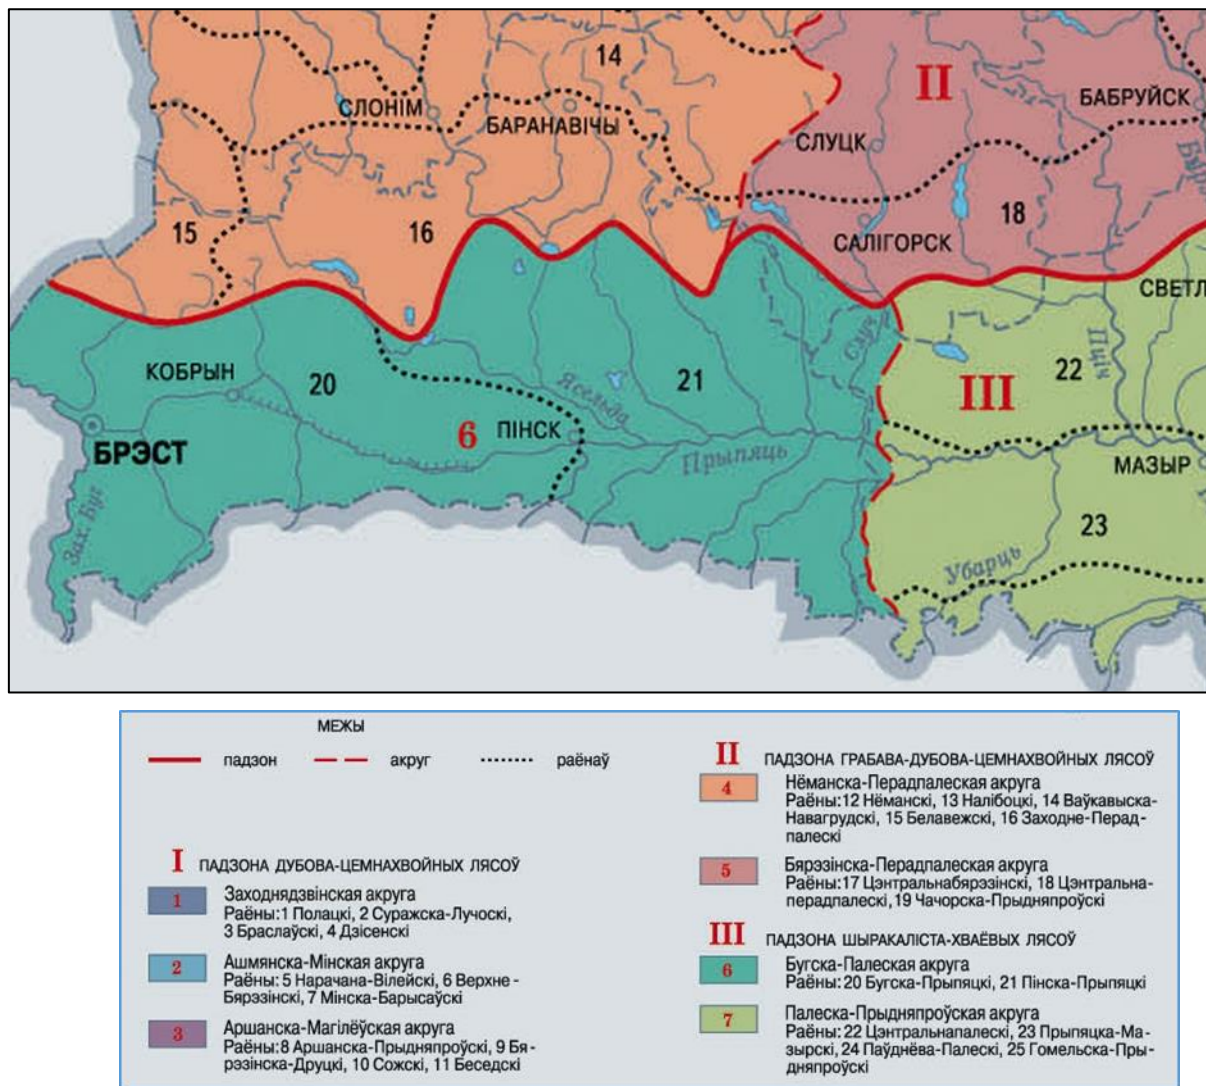 14
II
БАБРУЙСК
СЛОНІМ
БАРАНАВІЧЫ
СЛУЦК
15
16
18
САЛІГОРСК
СВЕТЛ
КОБРЫН
20
21
Случ
22
Пціч
III
Ясельда
БРЭСТ
6
ПІНСК
Прыпяць
МАЗЫР
Зах. Буг
23
Убарць
МЕЖЫ
падзон
акруг
раёнаў
I ПАДЗОНА ДУБОВА-ЦЕМНАХВОЙНЫХ ЛЯСОЎ
1 Заходнядзвінская акруга
Раёны:1 Полацкі, 2 Суражска-Лучоскі,
3 Браслаўскі, 4 Дзісенскі
2 Ашмянска-Мінская акруга
Раёны: 5 Нарачана-Вілейскі, 6 Верхне-
Бярэзінскі, 7 Мінска-Барысаўскі
3 Аршанска-Магілёўская акруга
Раёны:8 Аршанска-Прыдняпроўскі, 9 Бя-
рэзінска-Друцкі, 10 Сожскі, 11 Беседскі
II ПАДЗОНА ГРАБАВА-ДУБОВА-ЦЕМНАХВОЙНЫХ ЛЯСОЎ
4 Нёманска-Перадпалеская акруга
Раёны:12 Нёманскі, 13 Налібоцкі, 14 Ваўкавыска-
Навагрудскі, 15 Белавежскі, 16 Заходне-Перад-
палескі
5 Бярэзінска-Перадпалеская акруга
Раёны:17 Цэнтральнабярэзінскі, 18 Цэнтральна-
перадпалескі,19 Чачорска-Прыдняпроўскі
III ПАДЗОНА ШЫРАКАЛІСТА-ХВАЁВЫХ ЛЯСОЎ
6 Бугска-Палеская акруга
Раёны: 20 Бугска-Прыпяцкі, 21 Пінска-Прыпяцкі
7 Палеска-Прыдняпроўская акруга
Раёны: 22 Цэнтральнапалескі, 23 Прыпяцка-Ма-
зырскі, 24 Паўднёва-Палескі, 25 Гомельска-Пры-
дняпроўскі